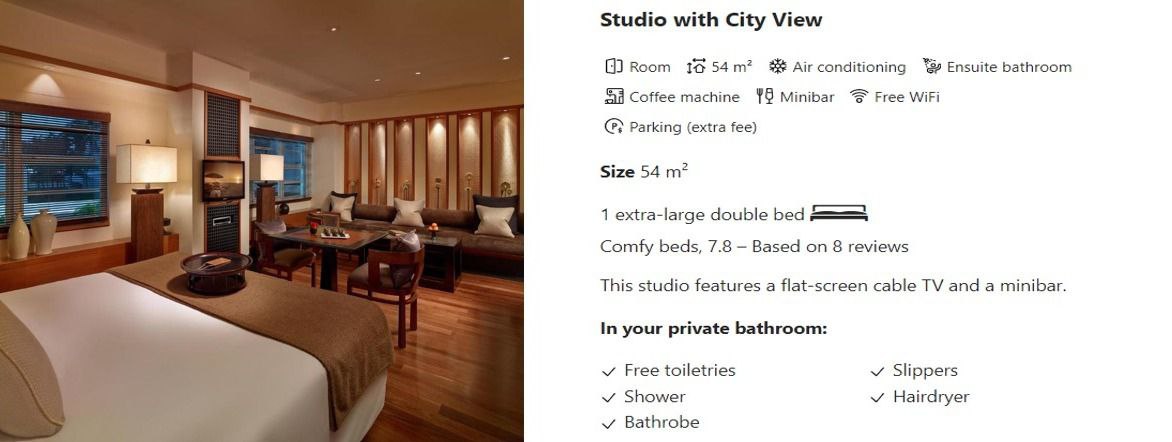 Studio with City View
Room 54 m² Air conditioning Ensuite bathroom
Coffee machine Minibar Free WiFi
Parking (extra fee)
Size 54 m²
1 extra-large double bed
Comfy beds, 7.8 – Based on 8 reviews
This studio features a flat-screen cable TV and a minibar.
In your private bathroom:
Free toiletries Slippers
Shower Hairdryer
Bathrobe